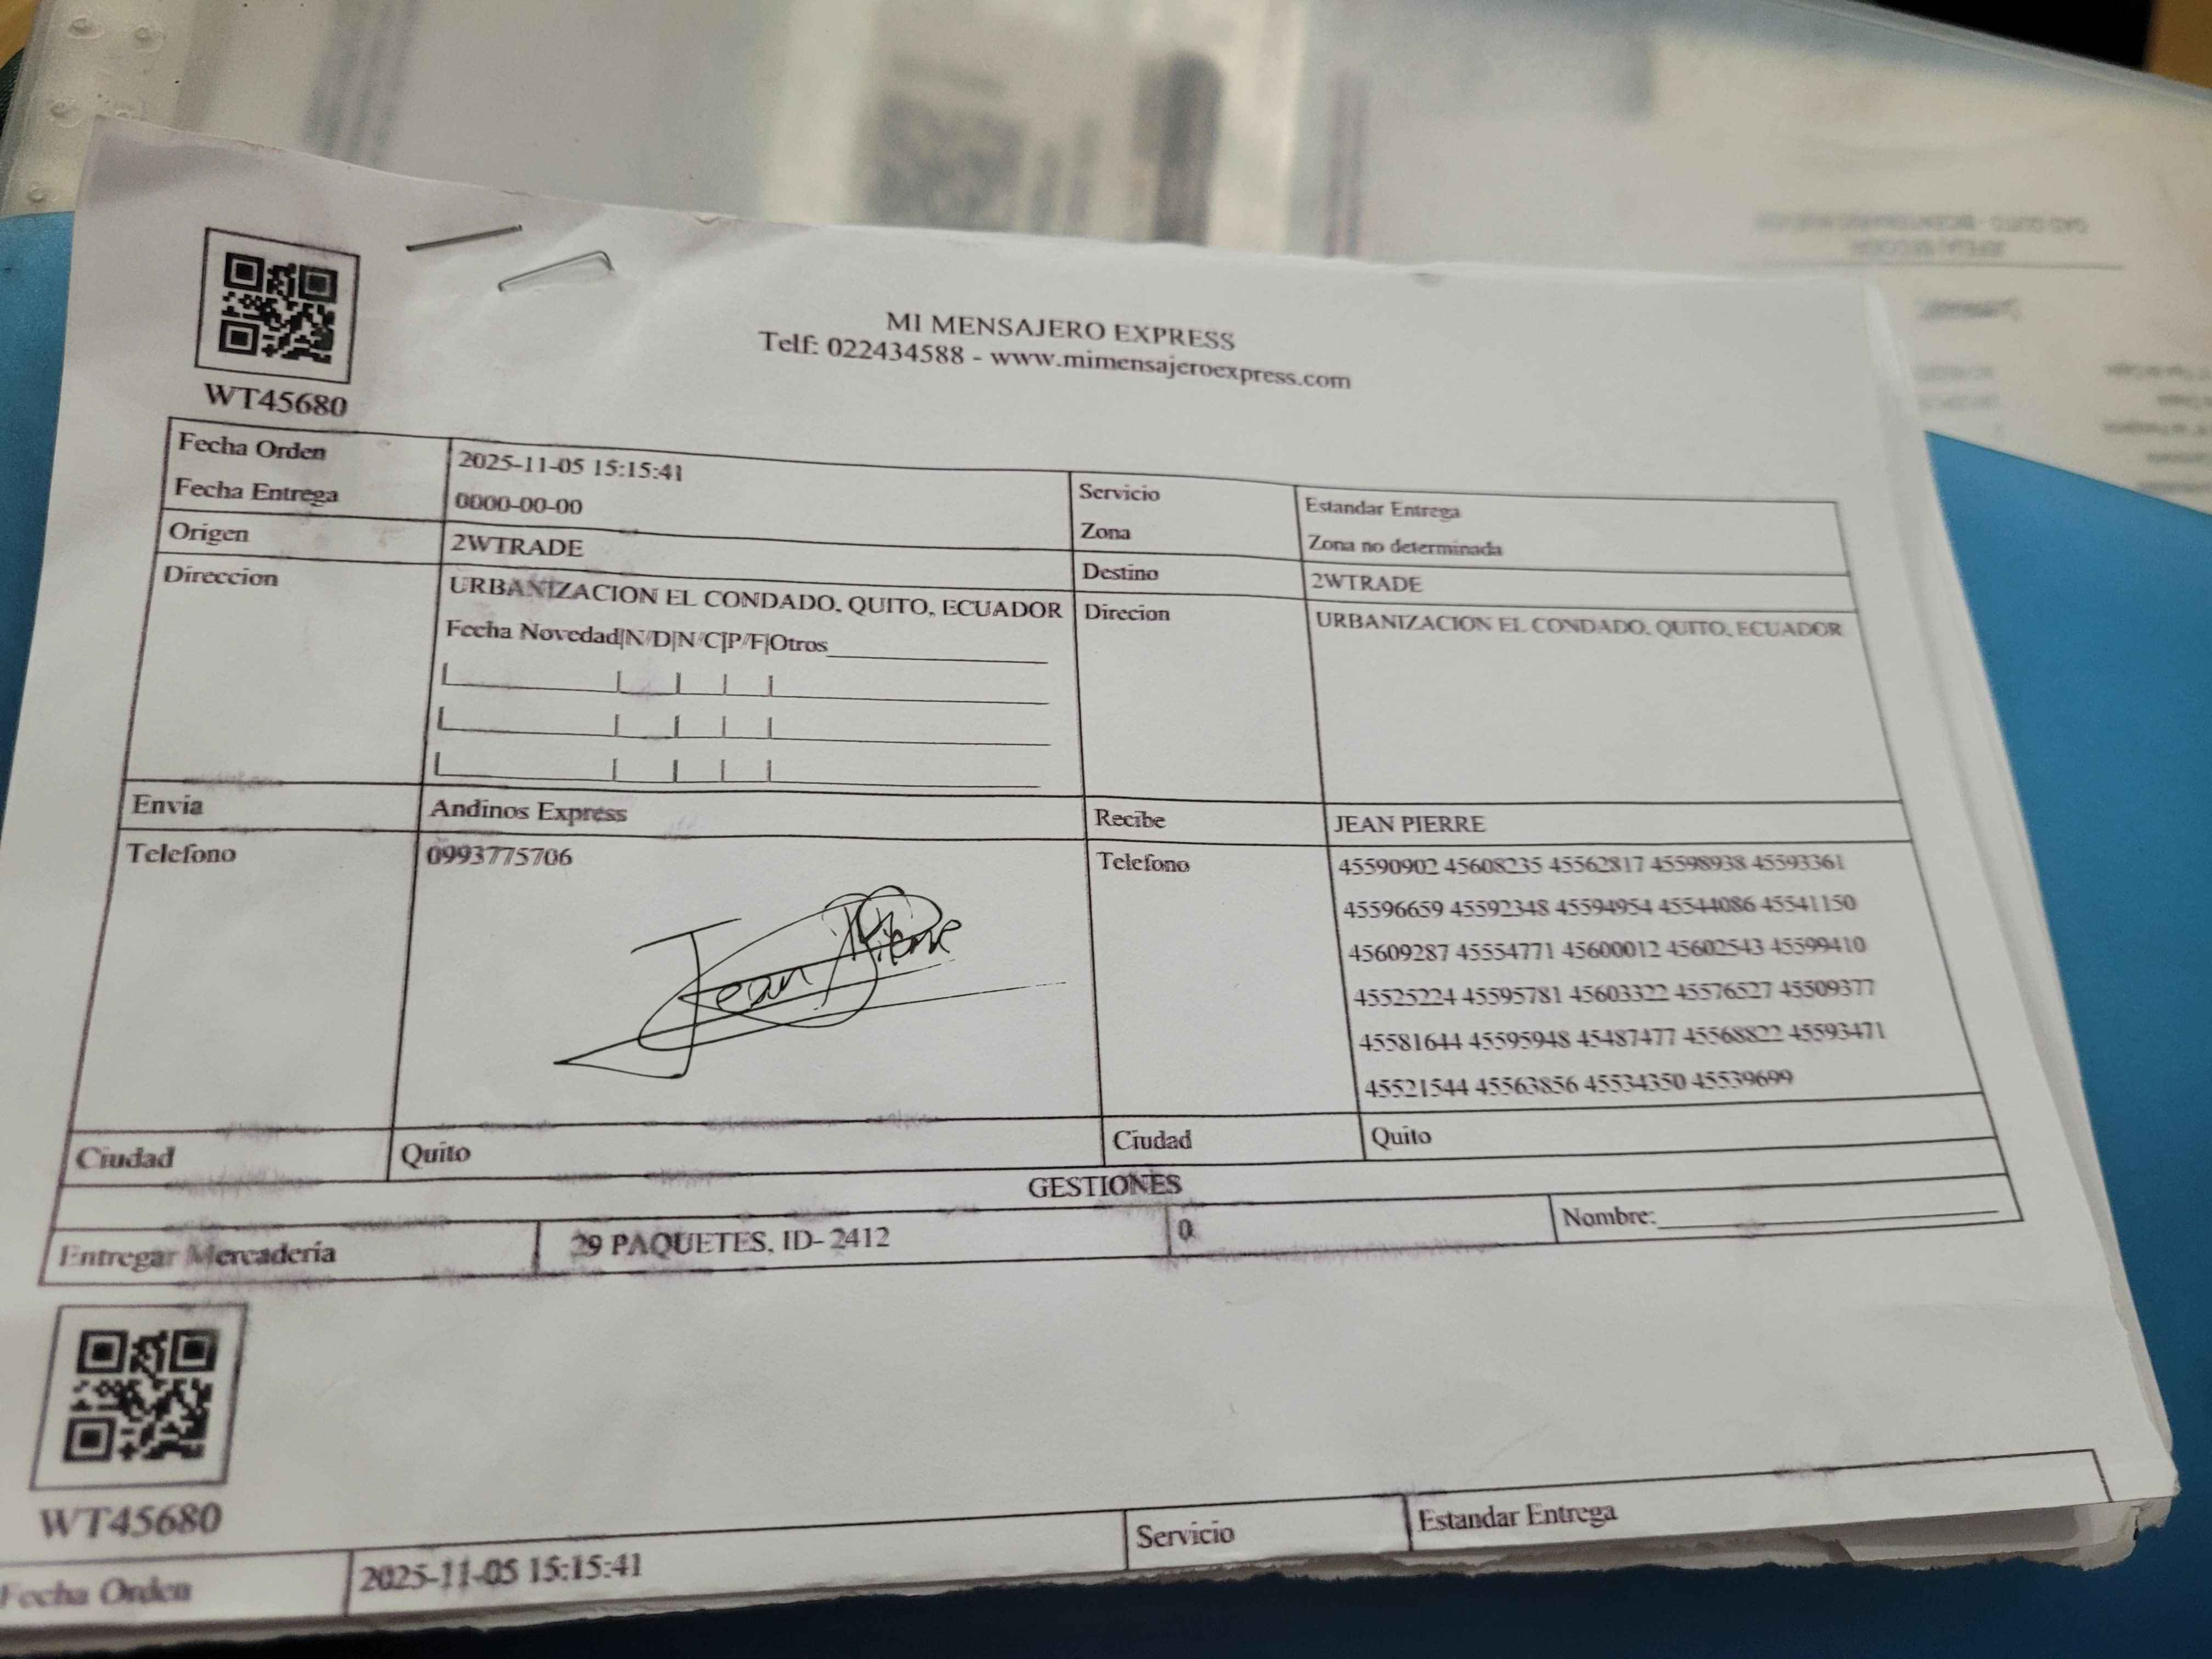 MI MENSAJERO EXPRESS
Telf: 022434588 - www.mimensajeroexpress.com
WT45680
Fecha Orden 2025-11-05 15:15:41 Servicio Estandar Entrega
Fecha Entrega 0000-00-00 Zona Zona no determinada
Origen 2WTRADE Destino 2WTRADE
Direccion URBANIZACION EL CONDADO, QUITO, ECUADOR Direcion URBANIZACION EL CONDADO, QUITO, ECUADOR
Fecha Novedad|N/D|N/C|P/F|Otros
Envia Andinos Express Recibe JEAN PIERRE
Telefono 0993775706 Telefono 45590902 45608235 45562817 45598938 45593361
45596659 45592348 45594954 45544086 45541150
45609287 45554771 45600012 45602543 45599410
45525224 45595781 45603322 45576527 45509377
45581644 45595948 45487477 45568822 45593471
45521544 45563856 45534350 45539699
Jean Pierre
Ciudad Quito Ciudad Quito
GESTIONES
Entregar Mercadería 29 PAQUETES, ID- 2412 0 Nombre:
WT45680
Fecha Orden 2025-11-05 15:15:41 Servicio Estandar Entrega